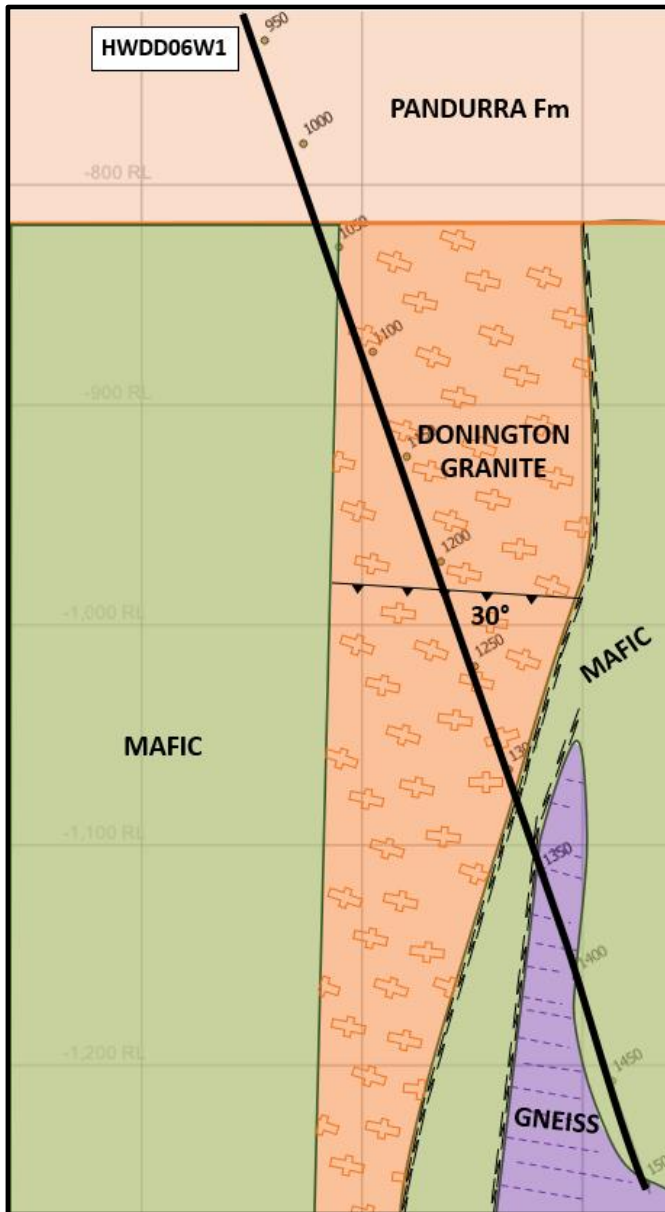 HWDD06W1
950
PANDURRA Fm
1000
-800 RL
1050
1100
-900 RL
DONINGTON
GRANITE
1200
-1,000 RL
30°
1250
MAFIC
MAFIC
-1,100 RL
1350
1400
-1,200 RL
1450
GNEISS